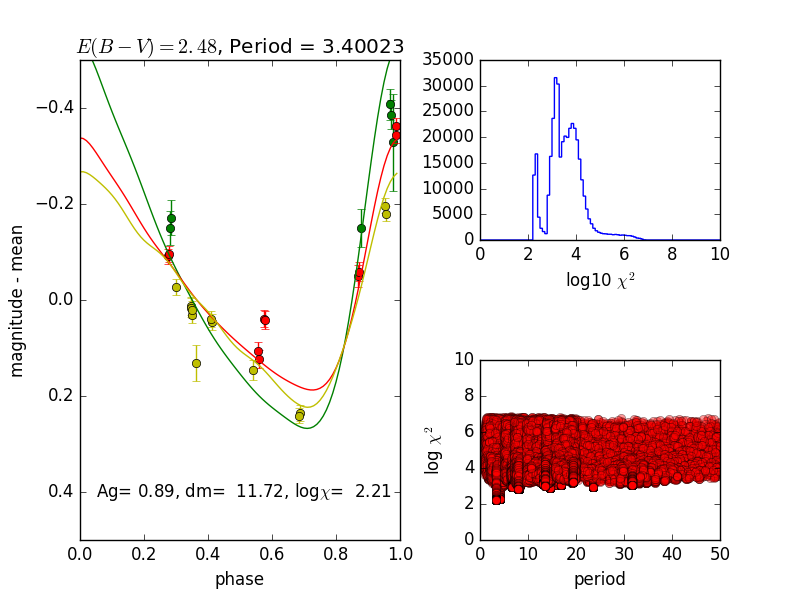 E(B−V)=2.48, Period = 3.40023
−0.4
−0.2
0.0
0.2
0.4
magnitude - mean
Ag= 0.89, dm=  11.72, logχ=  2.21
0.0 0.2 0.4 0.6 0.8 1.0
phase
35000
30000
25000
20000
15000
10000
5000
0
0 2 4 6 8 10
log10 χ²
10
8
6
4
2
0
log χ²
0 10 20 30 40 50
period